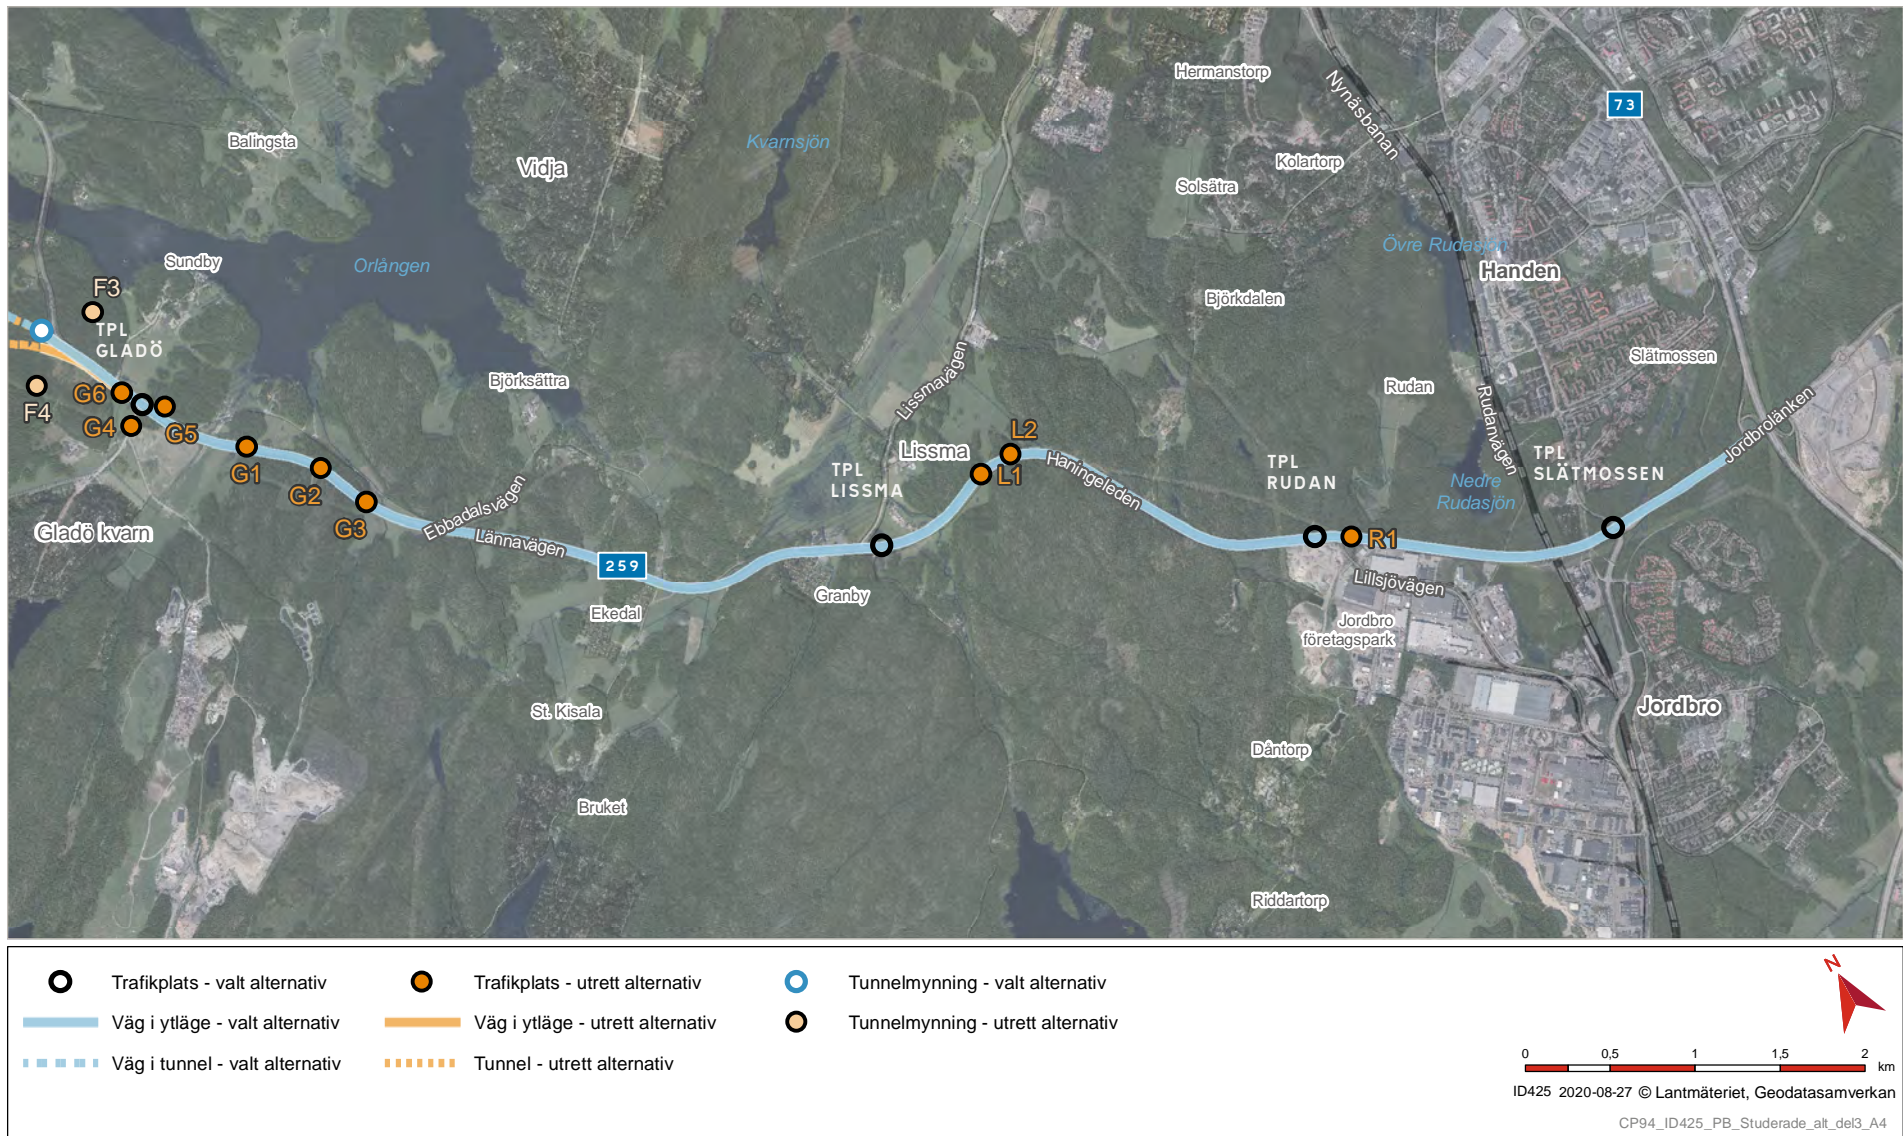 Hermanstorp
Nynäsbanan
73
Balingsta
Vidja
Kvarnsjön
Kolartorp
Solsätra
Övre Rudasjön
Handen
Sundby
Orlången
F3
Björkdalen
TPL
GLADÖ
Slätmossen
Björksättra
Lissmavägen
Rudan
F4
G6
G4
G5
G1
G2
G3
Lissma
L2
L1
Haningeleden
TPL
LISSMA
TPL
RUDAN
Nedre
Rudasjön
Rudanvägen
TPL
SLÄTMOSSEN
Jordbrolänken
Gladö kvarn
Ebbadalsvägen
Lännavägen
259
R1
Lillsjövägen
Ekedal
Granby
Jordbro
företagspark
St. Kisala
Jordbro
Dåntorp
Bruket
Riddartorp
Trafikplats - valt alternativ
Trafikplats - utrett alternativ
Tunnelmynning - valt alternativ
Väg i ytläge - valt alternativ
Väg i ytläge - utrett alternativ
Tunnelmynning - utrett alternativ
Väg i tunnel - valt alternativ
Tunnel - utrett alternativ
N
0 0,5 1 1,5 2
km
ID425 2020-08-27 © Lantmäteriet, Geodatasamverkan
CP94_ID425_PB_Studerade_alt_del3_A4